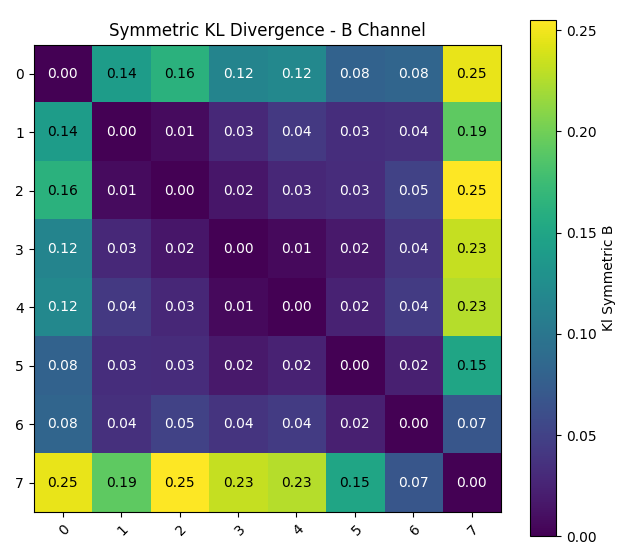 Symmetric KL Divergence - B Channel
0 0.00 0.14 0.16 0.12 0.12 0.08 0.08 0.25
1 0.14 0.00 0.01 0.03 0.04 0.03 0.04 0.19
2 0.16 0.01 0.00 0.02 0.03 0.03 0.05 0.25
3 0.12 0.03 0.02 0.00 0.01 0.02 0.04 0.23
4 0.12 0.04 0.03 0.01 0.00 0.02 0.04 0.23
5 0.08 0.03 0.03 0.02 0.02 0.00 0.02 0.15
6 0.08 0.04 0.05 0.04 0.04 0.02 0.00 0.07
7 0.25 0.19 0.25 0.23 0.23 0.15 0.07 0.00
0 1 2 3 4 5 6 7
0.25
0.20
0.15
0.10
0.05
0.00
Kl Symmetric B